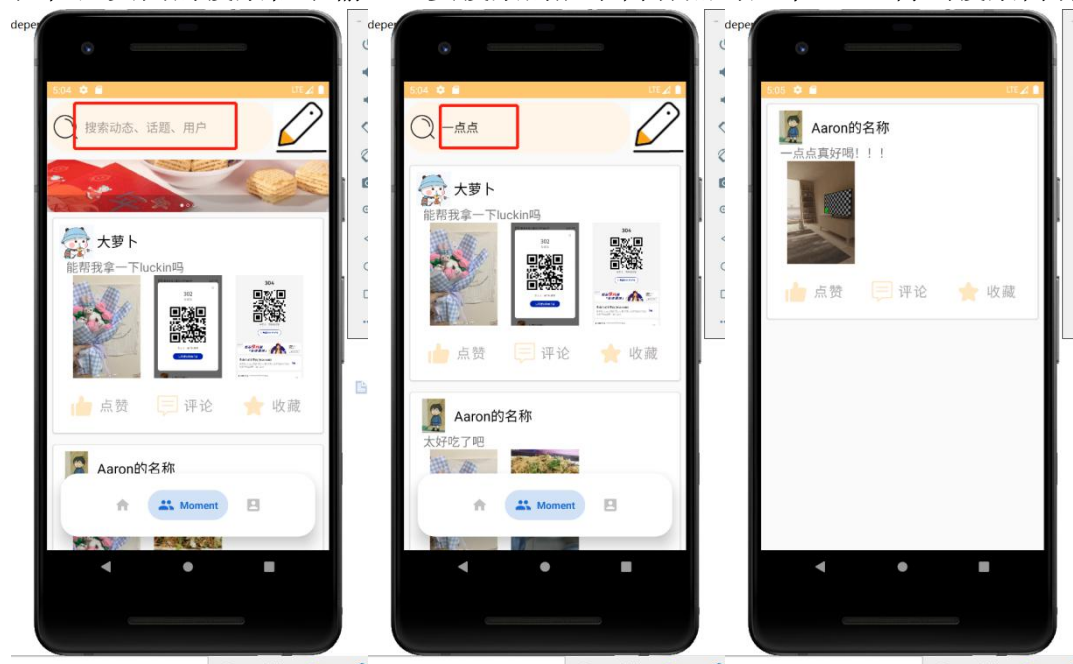 depe
5:04
LTE
搜索动态、话题、用户
大萝卜
能帮我拿一下luckin吗
302
304
点赞
评论
收藏
Aaron的名称
Moment
depe
5:04
LTE
一点点
大萝卜
能帮我拿一下luckin吗
302
304
点赞
评论
收藏
Aaron的名称
太好吃了吧
Moment
depe
5:05
LTE
Aaron的名称
一点点真好喝！！！
点赞
评论
收藏